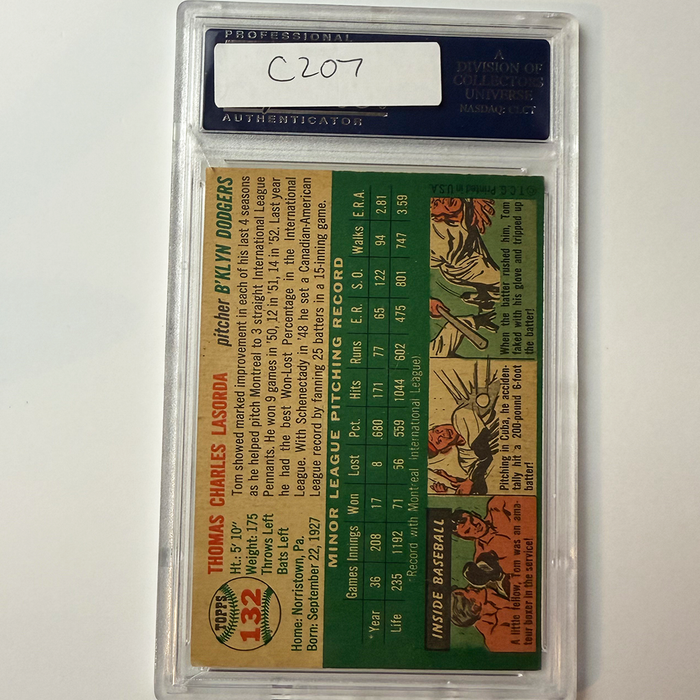 PROFESSIONAL
C207
AUTHENTICATOR
A
DIVISION OF
COLLECTORS
UNIVERSE
NASDAQ: CLCT
TOPPS
132
THOMAS CHARLES LASORDA
pitcher B'KLYN DODGERS
Ht.: 5' 10"
Weight: 175
Throws Left
Bats Left
Home: Norristown, Pa.
Born: September 22, 1927
Tom showed marked improvement in each of his last 4 seasons
as he helped pitch Montreal to 3 straight International League
Pennants. He won 9 games in '50, 12 in '51, 14 in '52. Last year
he had the best Won-Lost Percentage in the International
League. With Schenectady in '48 he set a Canadian-American
League record by fanning 25 batters in a 15-inning game.
MINOR LEAGUE PITCHING RECORD
Games Innings Won Lost Pct. Hits Runs E.R. S.O. Walks E.R.A.
*Year 36 208 17 8 .680 171 77 65 122 94 2.81
Life 235 1192 71 56 .559 1044 602 475 801 747 3.59
*Record with Montreal (International League)
INSIDE BASEBALL
A little fellow, Tom was an ama-
teur boxer in the service!
Pitching in Cuba, he acciden-
tally hit a 200-pound 6-foot
batter!
When the batter rushed him, Tom
faked with his glove and tripped up
the batter!
©T.C.G. Printed in U.S.A.